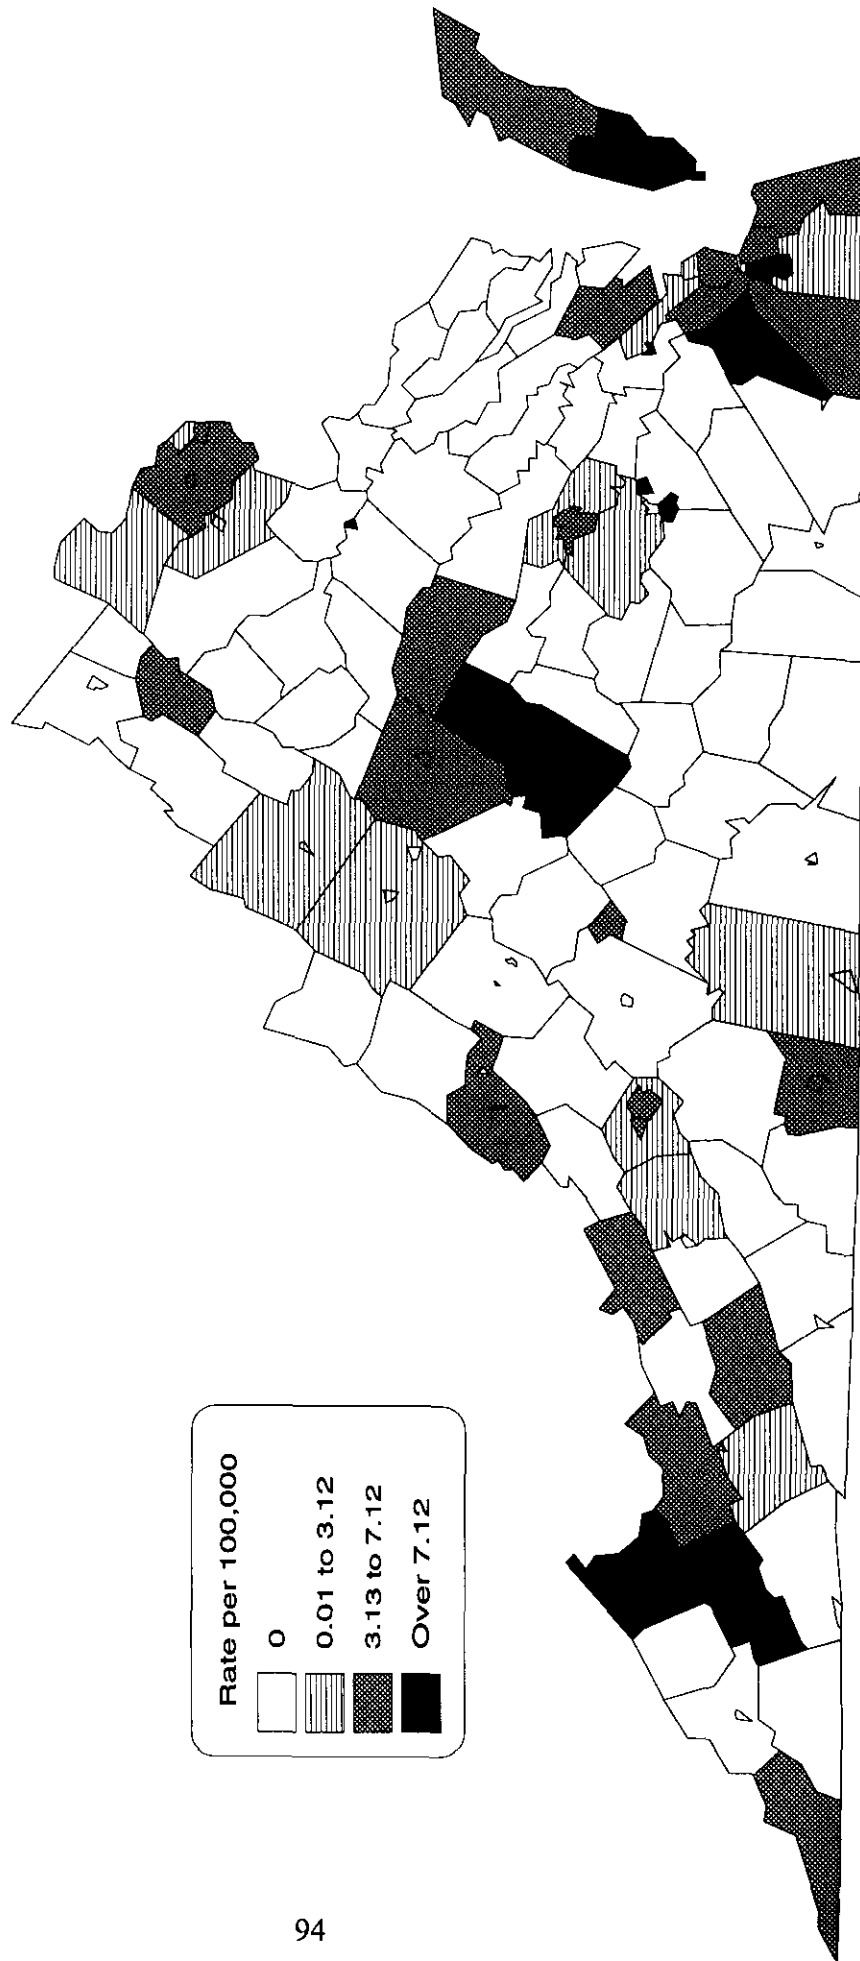 Rate per 100,000
0
0.01 to 3.12
3.13 to 7.12
Over 7.12
94